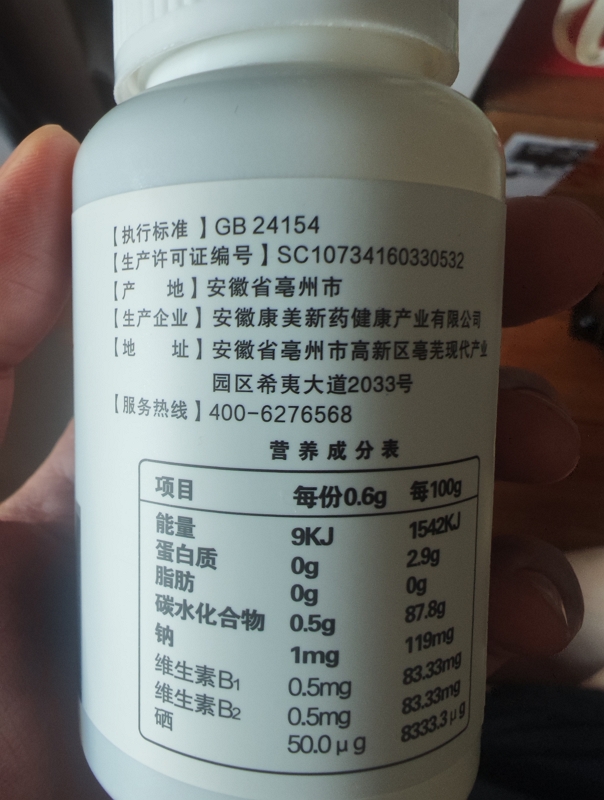 【执行标准】GB 24154
【生产许可证编号】SC10734160330532
【产 地】安徽省亳州市
【生产企业】安徽康美新药健康产业有限公司
【地 址】安徽省亳州市高新区亳芜现代产业
园区希夷大道2033号
【服务热线】400-6276568
营养成分表
项目 每份0.6g 每100g
能量 9KJ 1542KJ
蛋白质 0g 2.9g
脂肪 0g 0g
碳水化合物 0.5g 87.8g
钠 1mg 119mg
维生素B1 0.5mg 83.33mg
维生素B2 0.5mg 83.33mg
硒 50.0μg 8333.3μg